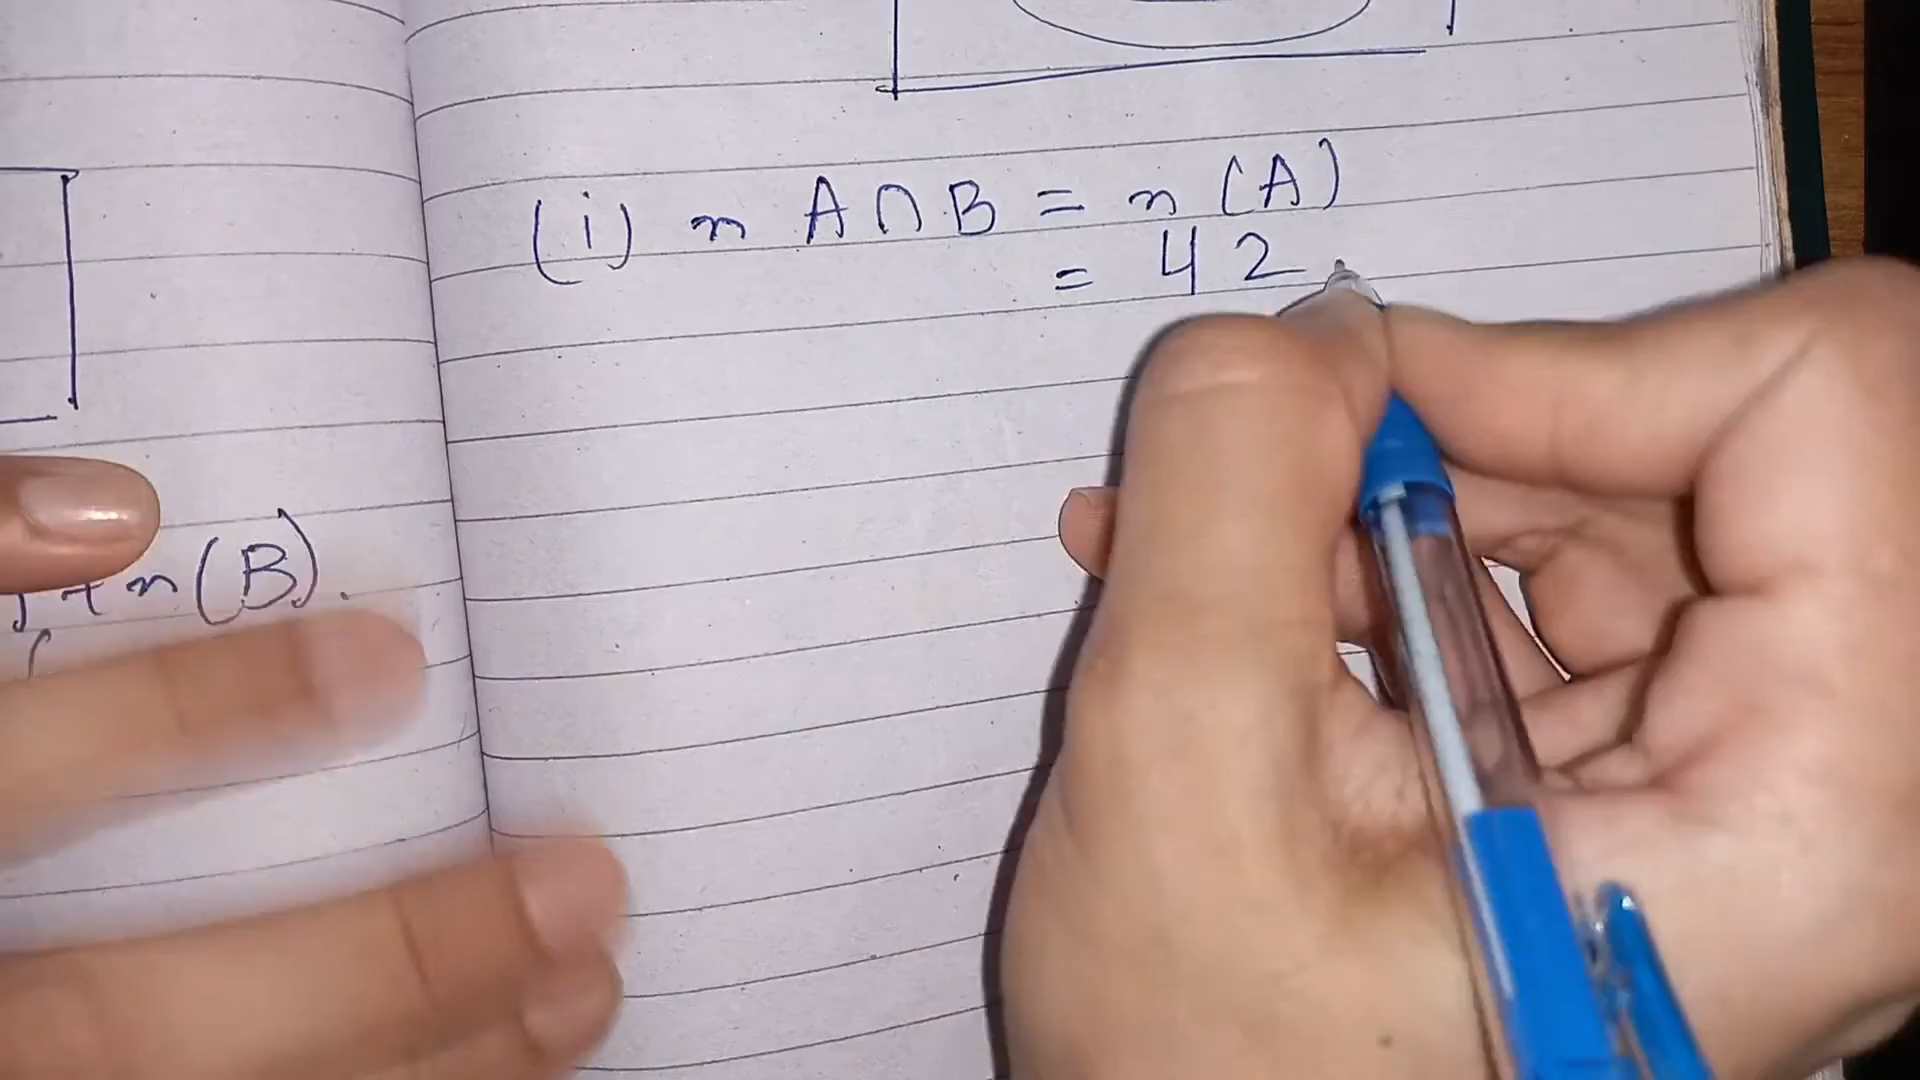 + n(B).
(i) n A∩B = n (A)
= 42